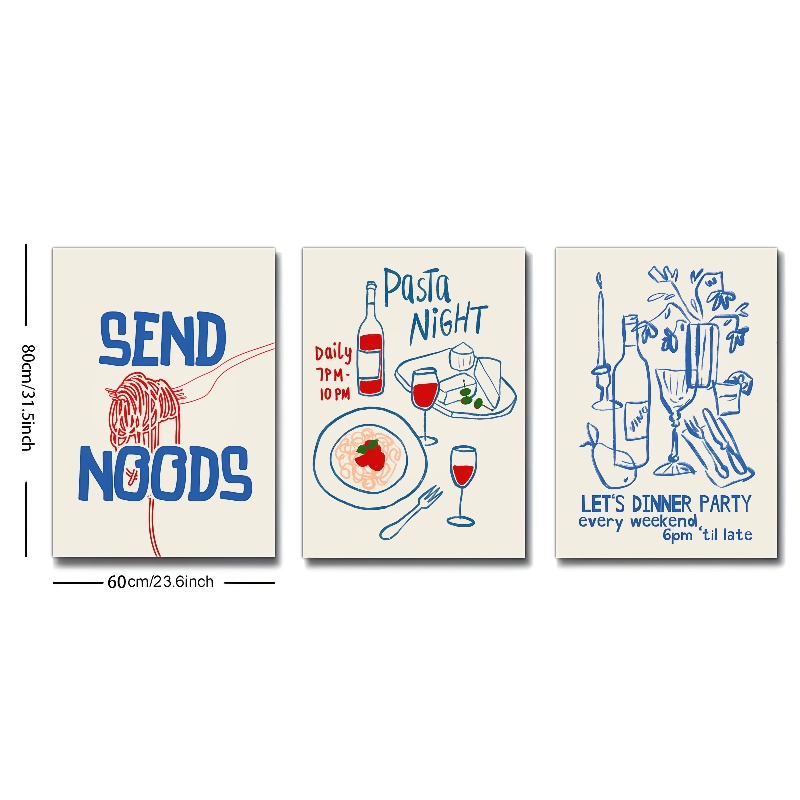 80cm/31.5inch
60cm/23.6inch
SEND
NOODS
Pasta
NiGHT
Daily
7PM-
10PM
VINO
LET'S DINNER PARTY
every weekend
6pm 'til late